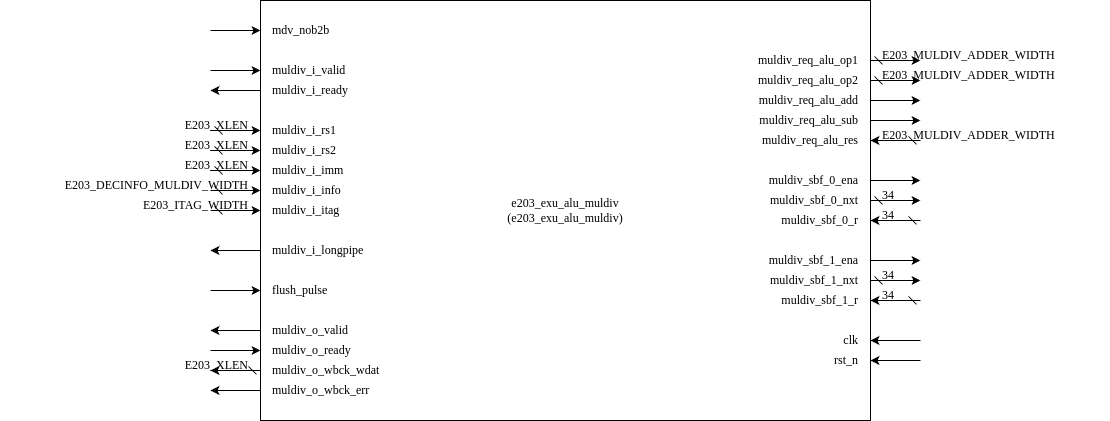 mdv_nob2b
muldiv_i_valid
muldiv_i_ready
E203_XLEN muldiv_i_rs1
E203_XLEN muldiv_i_rs2
E203_XLEN muldiv_i_imm
E203_DECINFO_MULDIV_WIDTH muldiv_i_info
E203_ITAG_WIDTH muldiv_i_itag
muldiv_i_longpipe
flush_pulse
muldiv_o_valid
muldiv_o_ready
E203_XLEN muldiv_o_wbck_wdat
muldiv_o_wbck_err
e203_exu_alu_muldiv
(e203_exu_alu_muldiv)
muldiv_req_alu_op1 E203_MULDIV_ADDER_WIDTH
muldiv_req_alu_op2 E203_MULDIV_ADDER_WIDTH
muldiv_req_alu_add
muldiv_req_alu_sub
muldiv_req_alu_res E203_MULDIV_ADDER_WIDTH
muldiv_sbf_0_ena
muldiv_sbf_0_nxt 34
muldiv_sbf_0_r 34
muldiv_sbf_1_ena
muldiv_sbf_1_nxt 34
muldiv_sbf_1_r 34
clk
rst_n